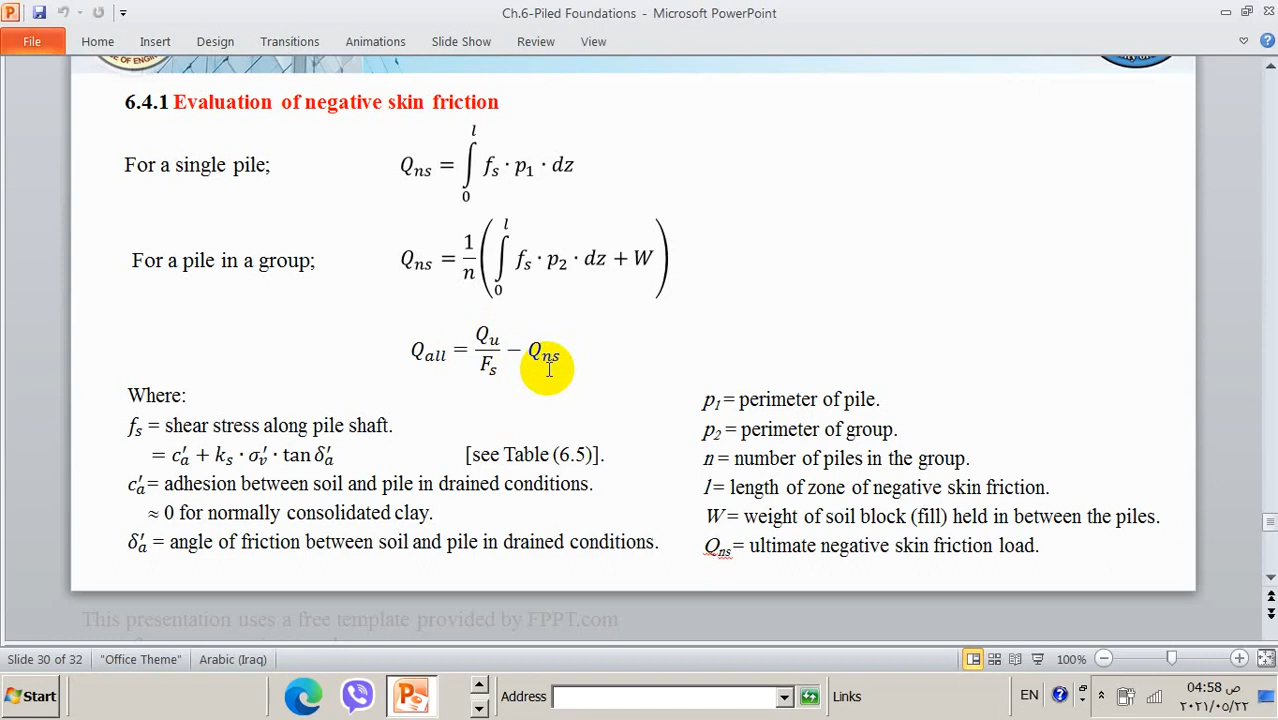 Ch.6-Piled Foundations - Microsoft PowerPoint
File Home Insert Design Transitions Animations Slide Show Review View
6.4.1 Evaluation of negative skin friction
For a single pile; Q_ns = ∫_0^l f_s · p_1 · dz
For a pile in a group; Q_ns = 1/n (∫_0^l f_s · p_2 · dz + W)
Q_all = Q_u/F_s − Q_ns
Where:
f_s = shear stress along pile shaft.
= c'_a + k_s · σ'_v · tan δ'_a [see Table (6.5)].
c'_a= adhesion between soil and pile in drained conditions.
≈ 0 for normally consolidated clay.
δ'_a = angle of friction between soil and pile in drained conditions.
p_1= perimeter of pile.
p_2 = perimeter of group.
n = number of piles in the group.
l= length of zone of negative skin friction.
W= weight of soil block (fill) held in between the piles.
Q_ns= ultimate negative skin friction load.
This presentation uses a free template provided by FPPT.com
Slide 30 of 32 "Office Theme" Arabic (Iraq) 100%
Start Address Links EN 04:58 ص
٢٠٢١/٠٥/٢٢